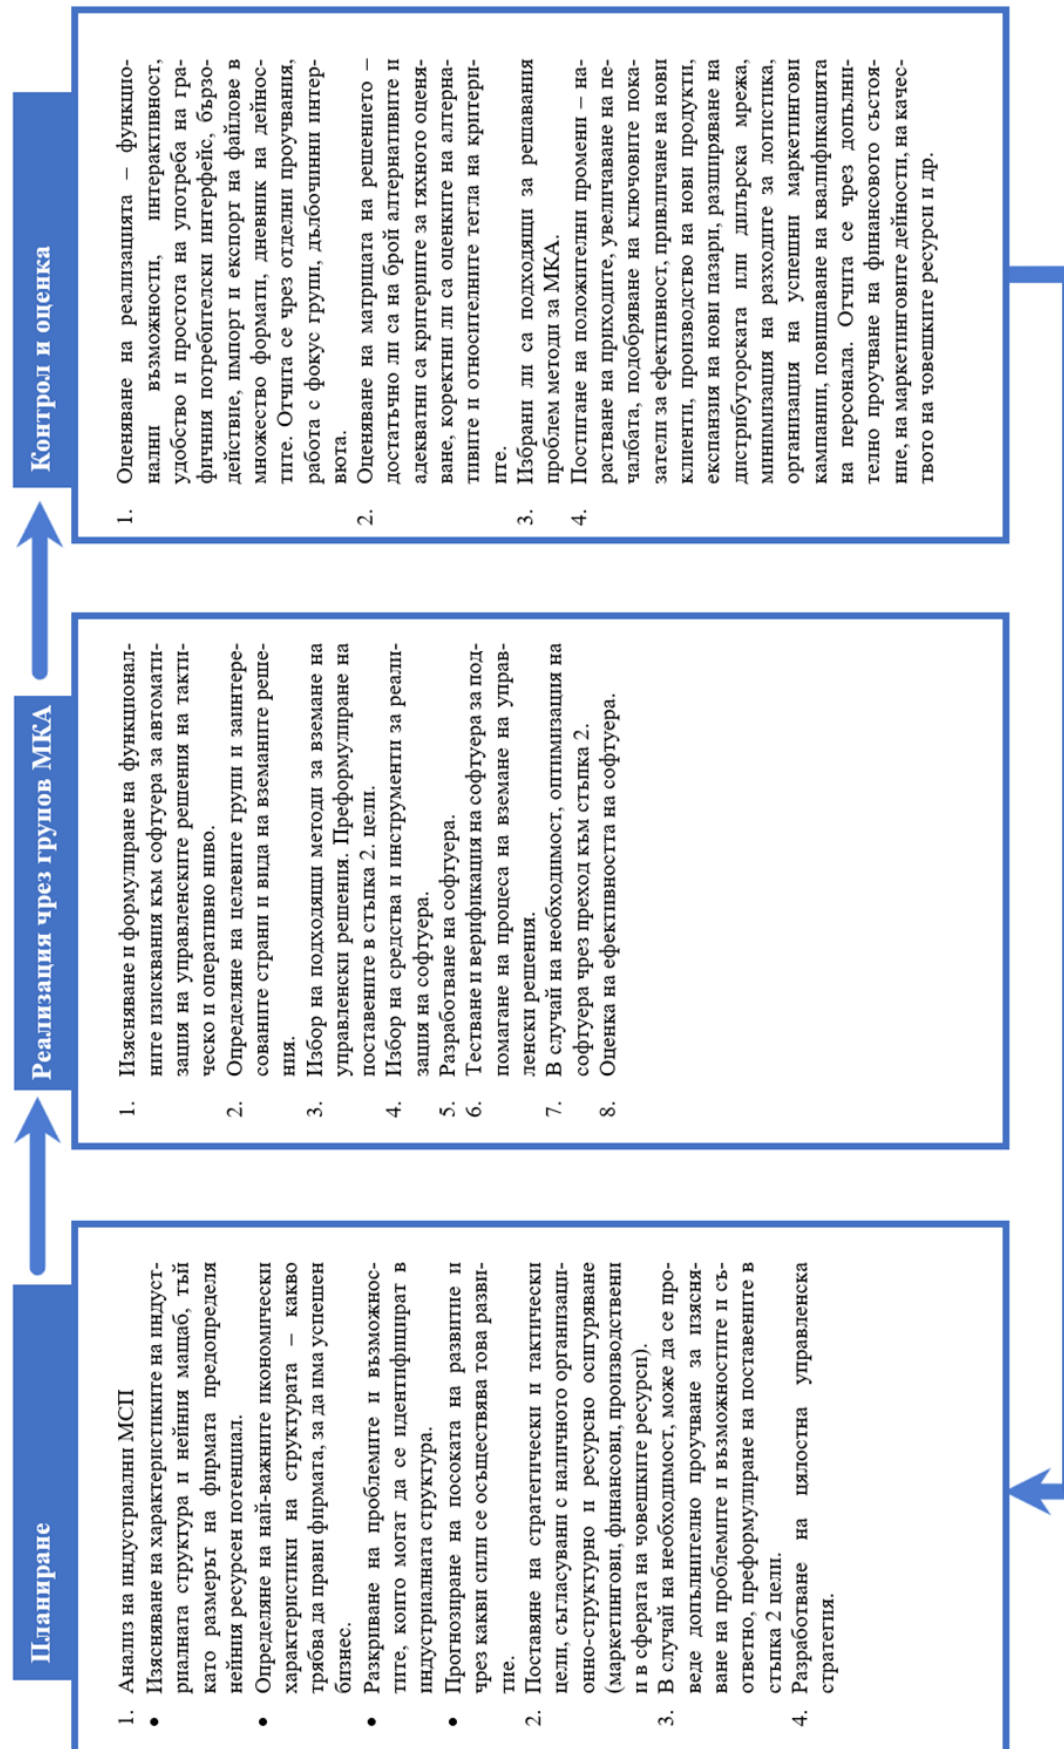 Планиране
1. Анализ на индустриални МСП
• Изясняване на характеристиките на индуст-
риалната структура и нейния мащаб, тъй
като размерът на фирмата предопределя
нейния ресурсен потенциал.
• Определяне на най-важните икономически
характеристики на структурата – какво
трябва да прави фирмата, за да има успешен
бизнес.
• Разкриване на проблемите и възможнос-
тите, които могат да се идентифицират в
индустриалната структура.
• Прогнозиране на посоката на развитие и
чрез какви сили се осъществява това разви-
тие.
2. Поставяне на стратегически и тактически
цели, съгласувани с наличното организаци-
онно-структурно и ресурсно осигуряване
(маркетингови, финансови, производствени
и в сферата на човешките ресурси).
3. В случай на необходимост, може да се про-
веде допълнително проучване за изясня-
ване на проблемите и възможностите и съ-
ответно, преформулиране на поставените в
стъпка 2 цели.
4. Разработване на цялостна управленска
стратегия.
Реализация чрез групов МКА
1. Изясняване и формулиране на функционал-
ните изисквания към софтуера за автомати-
зация на управленските решения на такти-
ческо и оперативно ниво.
2. Определяне на целевите групи и заинтере-
сованите страни и вида на вземаните реше-
ния.
3. Избор на подходящи методи за вземане на
управленски решения. Преформулиране на
поставените в стъпка 2. цели.
4. Избор на средства и инструменти за реали-
зация на софтуера.
5. Разработване на софтуера.
6. Тестване и верификация на софтуера за под-
помагане на процеса на вземане на управ-
ленски решения.
7. В случай на необходимост, оптимизация на
софтуера чрез преход към стъпка 2.
8. Оценка на ефективността на софтуера.
Контрол и оценка
1. Оценяване на реализацията – функцио-
нални възможности, интерактивност,
удобство и простота на употреба на гра-
фичния потребителски интерфейс, бързо-
действие, импорт и експорт на файлове в
множество формати, дневник на дейнос-
тите. Отчита се чрез отделни проучвания,
работа с фокус групи, дълбочинни интер-
вюта.
2. Оценяване на матрицата на решението –
достатъчно ли са на брой алтернативите и
адекватни са критериите за тяхното оценя-
ване, коректни ли са оценките на алтерна-
тивите и относителните тегла на критери-
ите.
3. Избрани ли са подходящи за решавания
проблем методи за МКА.
4. Постигане на положителни промени – на-
растване на приходите, увеличаване на пе-
чалбата, подобряване на ключовите пока-
затели за ефективност, привличане на нови
клиенти, производство на нови продукти,
експанзия на нови пазари, разширяване на
дистрибуторската или дилърска мрежа,
минимизация на разходите за логистика,
организация на успешни маркетингови
кампании, повишаване на квалификацията
на персонала. Отчита се чрез допълни-
телно проучване на финансовото състоя-
ние, на маркетинговите дейности, на качес-
твото на човешките ресурси и др.